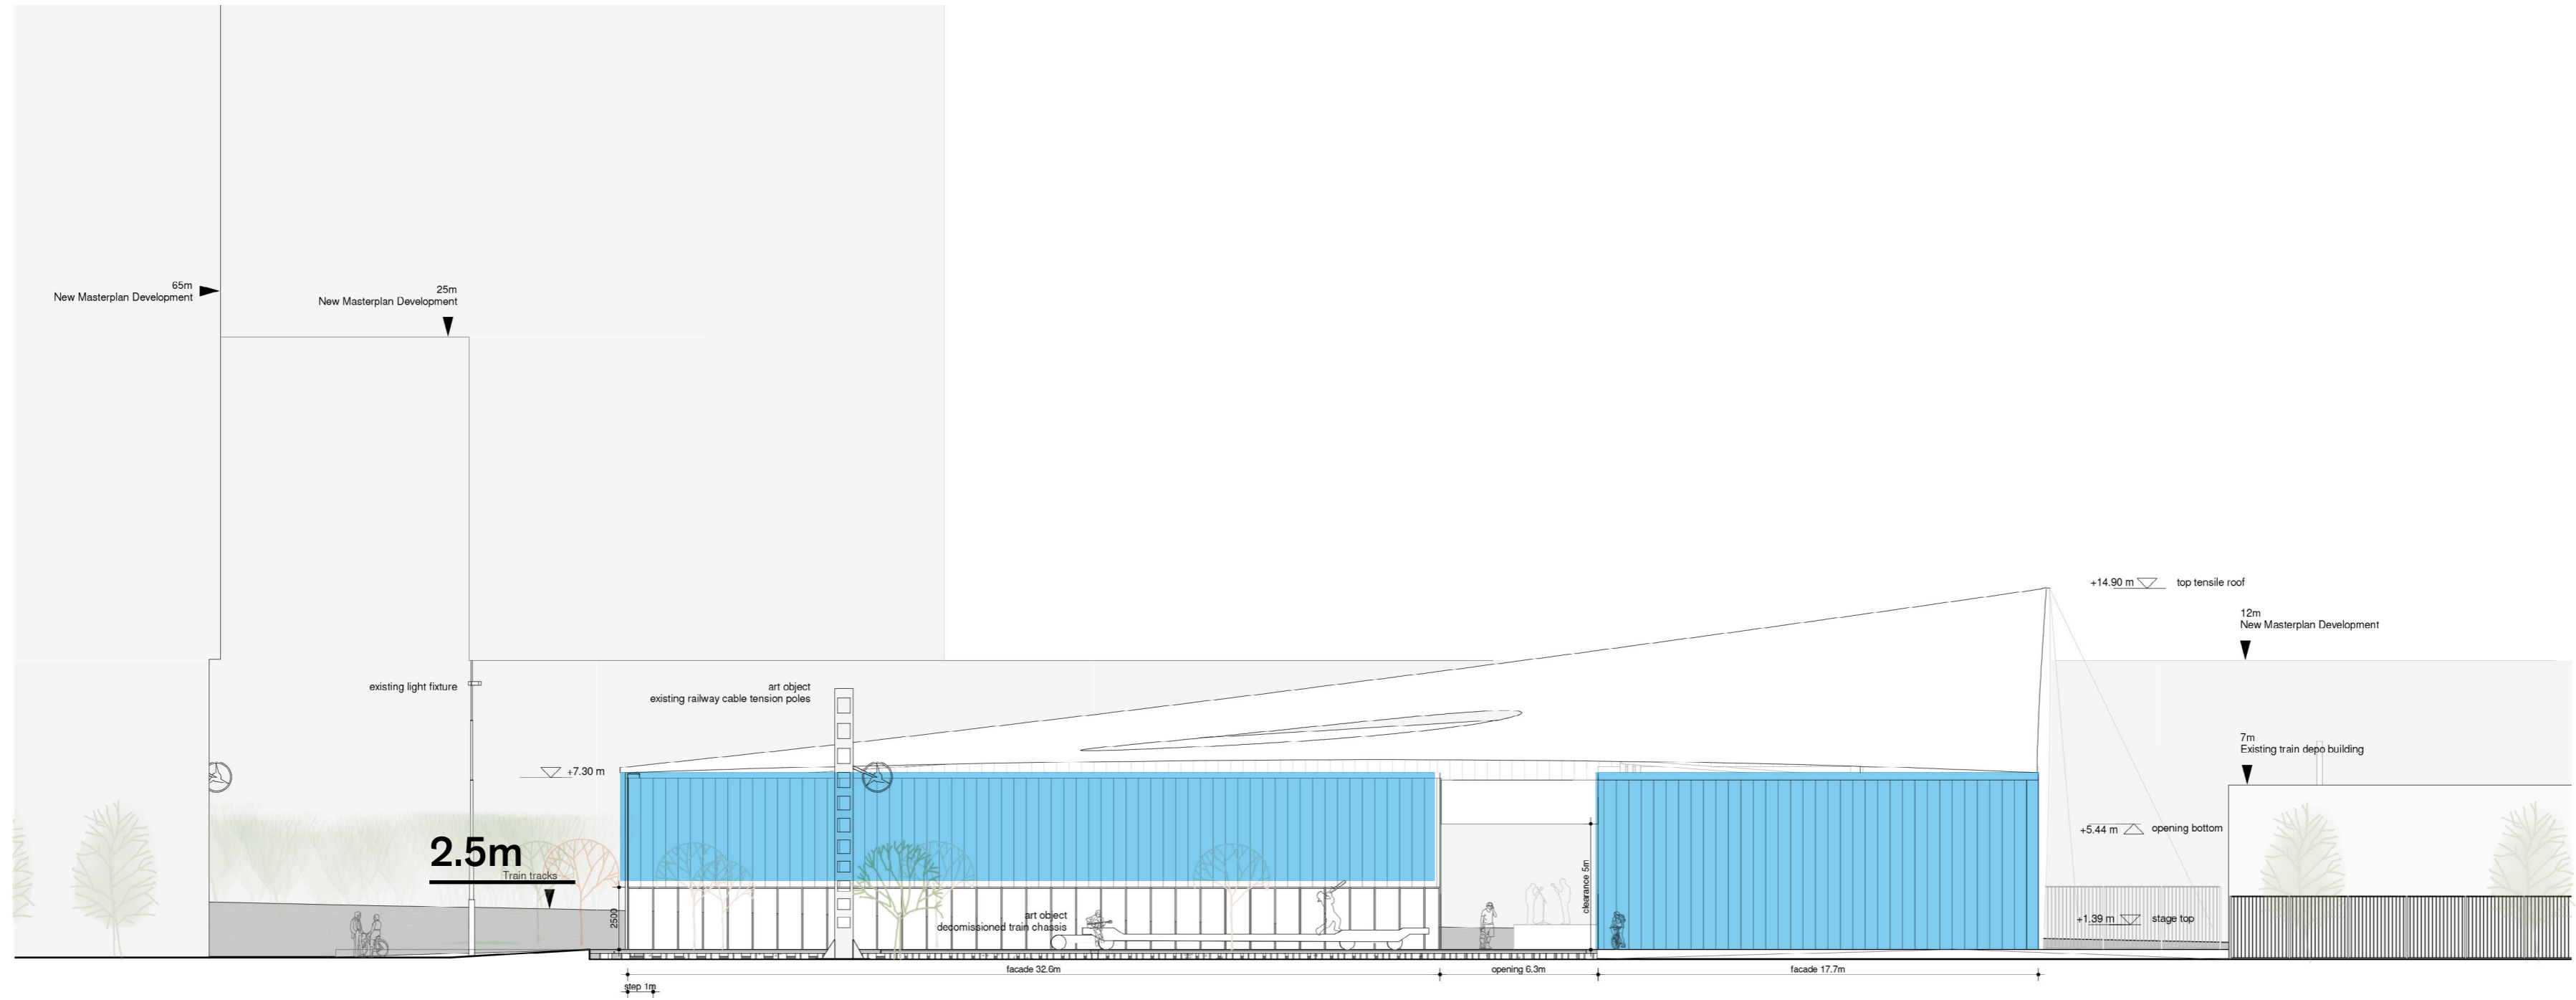 65m
New Masterplan Development
25m
New Masterplan Development
+14.90 m
top tensile roof
12m
New Masterplan Development
existing light fixture
art object
existing railway cable tension poles
7m
Existing train depo building
+7.30 m
+5.44 m
opening bottom
2.5m
Train tracks
2500
art object
decomissioned train chassis
clearance 5m
+1.39 m
stage top
facade 32.6m
opening 6.3m
facade 17.7m
step 1m